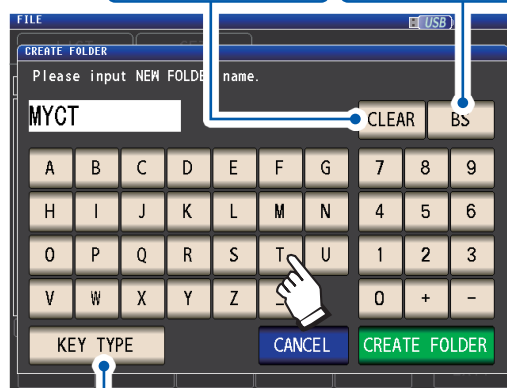 FILE USB
CREATE FOLDER
Please input NEW FOLDE name.
MYCT CLEAR BS
A B C D E F G 7 8 9
H I J K L M N 4 5 6
O P Q R S T U 1 2 3
V W X Y Z 0 + -
KEY TYPE CANCEL CREATE FOLDER